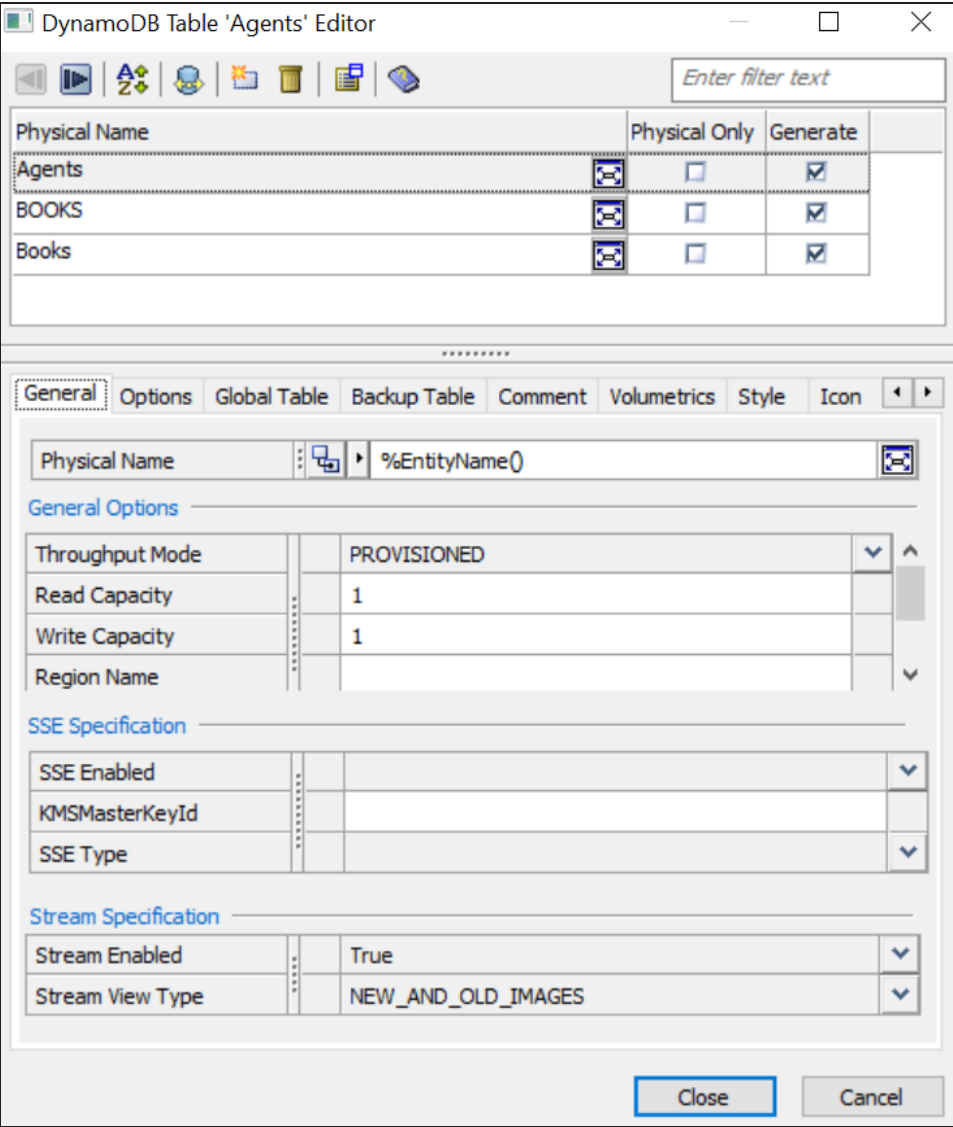 DynamoDB Table 'Agents' Editor
Enter filter text
Physical Name Physical Only Generate
Agents
BOOKS
Books
General Options Global Table Backup Table Comment Volumetrics Style Icon
Physical Name %EntityName()
General Options
Throughput Mode PROVISIONED
Read Capacity 1
Write Capacity 1
Region Name
SSE Specification
SSE Enabled
KMSMasterKeyId
SSE Type
Stream Specification
Stream Enabled True
Stream View Type NEW_AND_OLD_IMAGES
Close Cancel